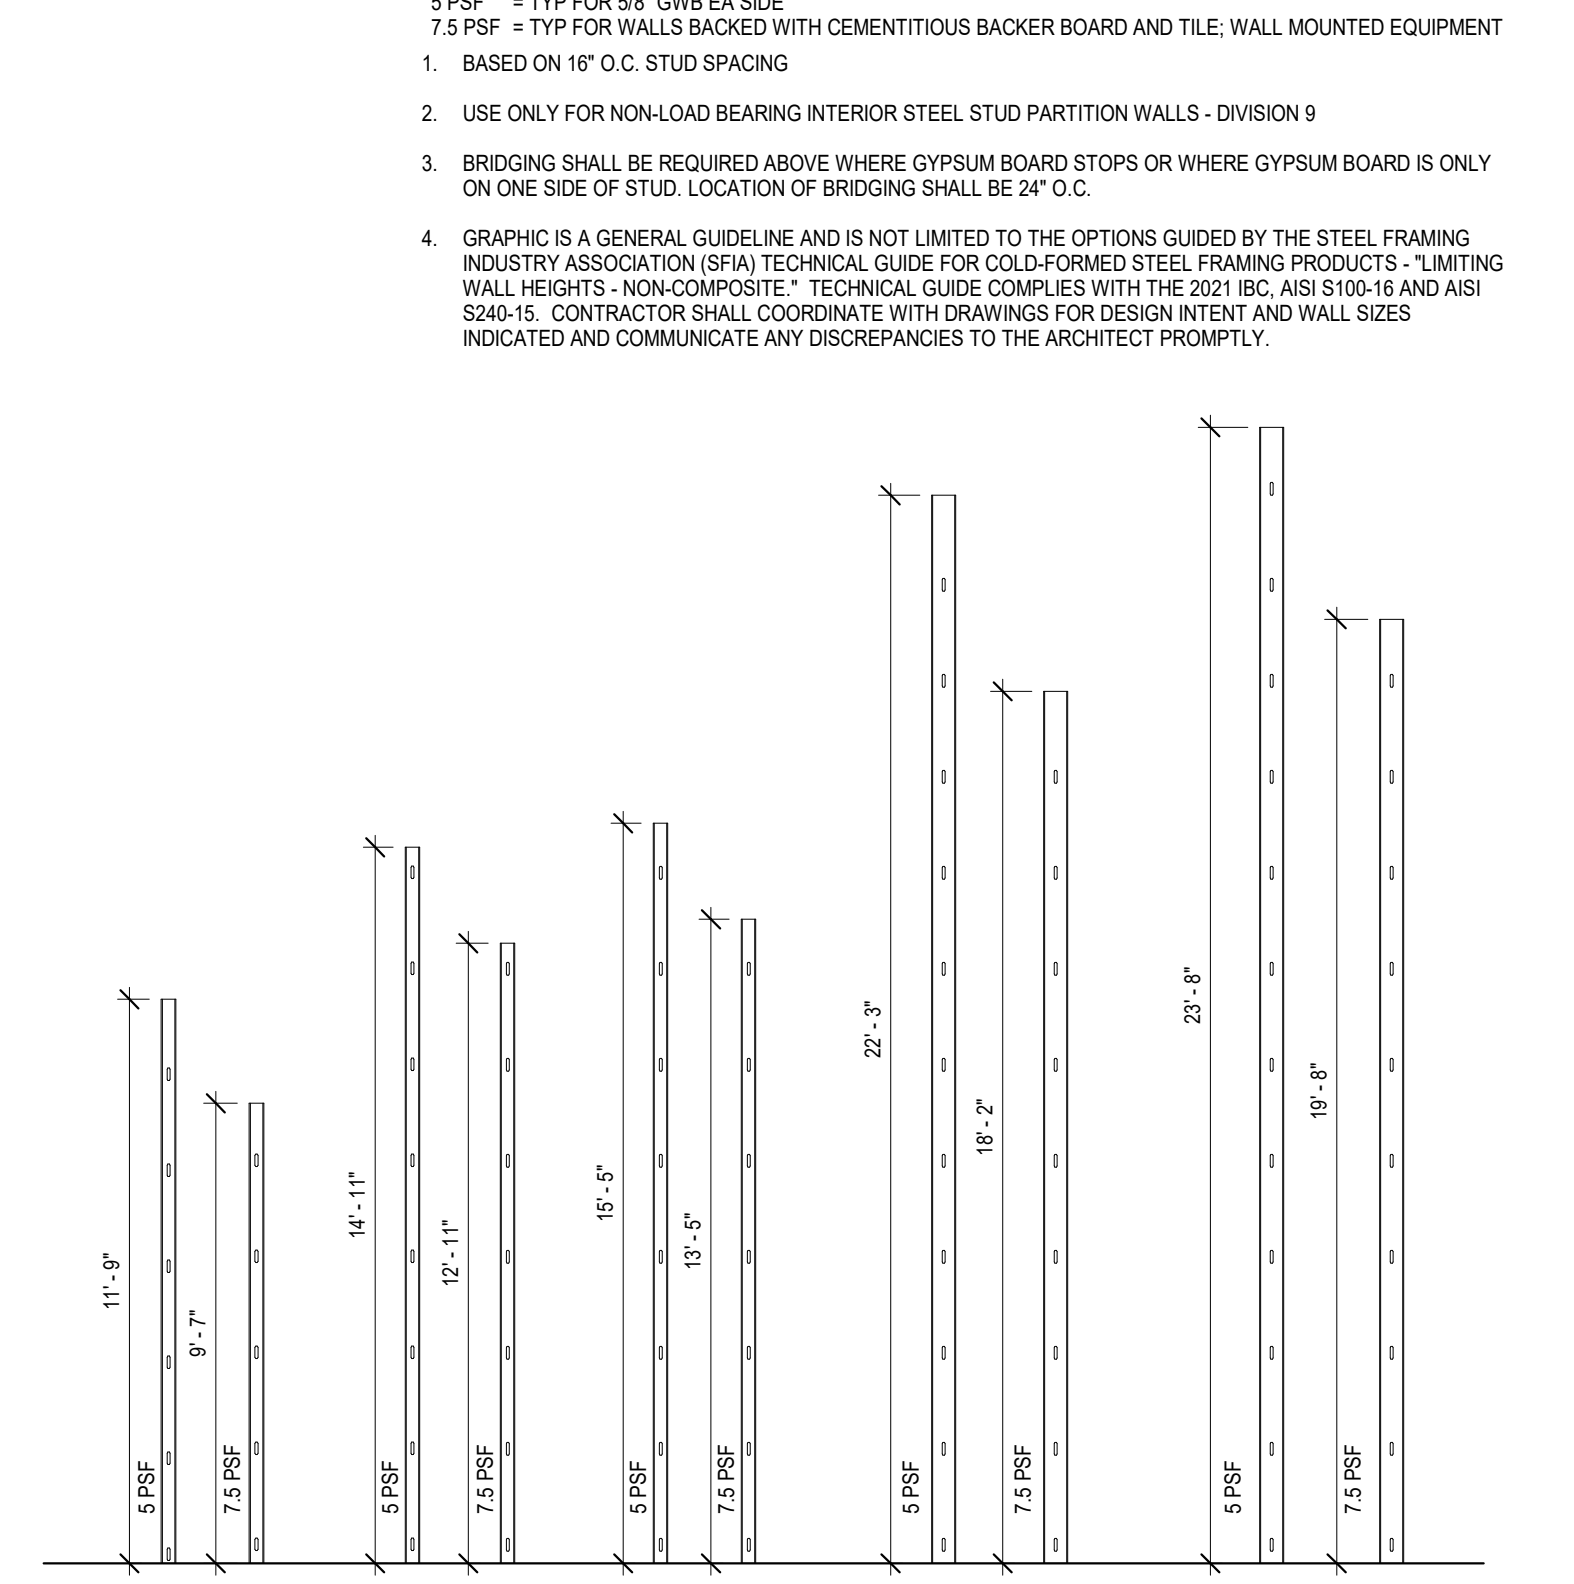 5 PSF = TYP FOR 5/8" GWB EA SIDE
7.5 PSF = TYP FOR WALLS BACKED WITH CEMENTITIOUS BACKER BOARD AND TILE; WALL MOUNTED EQUIPMENT
1. BASED ON 16" O.C. STUD SPACING
2. USE ONLY FOR NON-LOAD BEARING INTERIOR STEEL STUD PARTITION WALLS - DIVISION 9
3. BRIDGING SHALL BE REQUIRED ABOVE WHERE GYPSUM BOARD STOPS OR WHERE GYPSUM BOARD IS ONLY
ON ONE SIDE OF STUD. LOCATION OF BRIDGING SHALL BE 24" O.C.
4. GRAPHIC IS A GENERAL GUIDELINE AND IS NOT LIMITED TO THE OPTIONS GUIDED BY THE STEEL FRAMING
INDUSTRY ASSOCIATION (SFIA) TECHNICAL GUIDE FOR COLD-FORMED STEEL FRAMING PRODUCTS - "LIMITING
WALL HEIGHTS - NON-COMPOSITE." TECHNICAL GUIDE COMPLIES WITH THE 2021 IBC, AISI S100-16 AND AISI
S240-15. CONTRACTOR SHALL COORDINATE WITH DRAWINGS FOR DESIGN INTENT AND WALL SIZES
INDICATED AND COMMUNICATE ANY DISCREPANCIES TO THE ARCHITECT PROMPTLY.
11' - 9"
5 PSF
9' - 7"
7.5 PSF
14' - 11"
5 PSF
12' - 11"
7.5 PSF
15' - 5"
5 PSF
13' - 5"
7.5 PSF
22' - 3"
5 PSF
18' - 2"
7.5 PSF
23' - 8"
5 PSF
19' - 8"
7.5 PSF